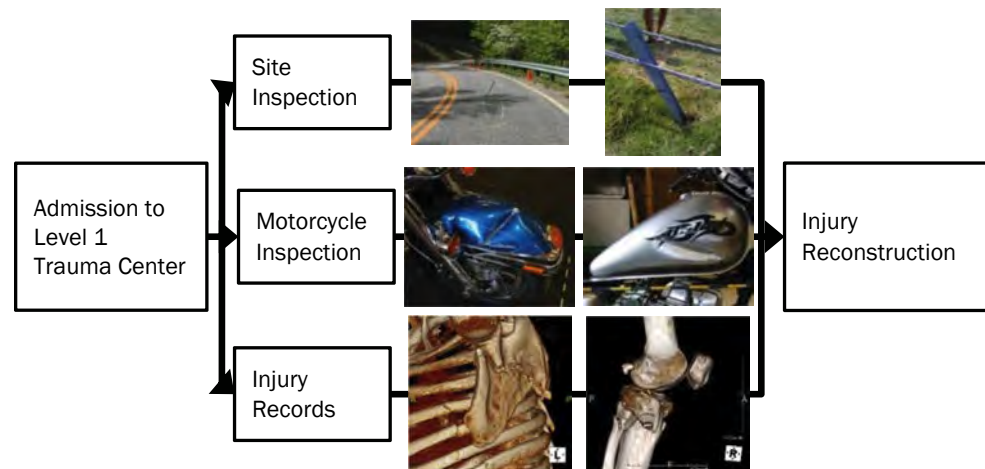 Site
Inspection
Admission to
Level 1
Trauma Center
Motorcycle
Inspection
Injury
Reconstruction
Injury
Records
L
R